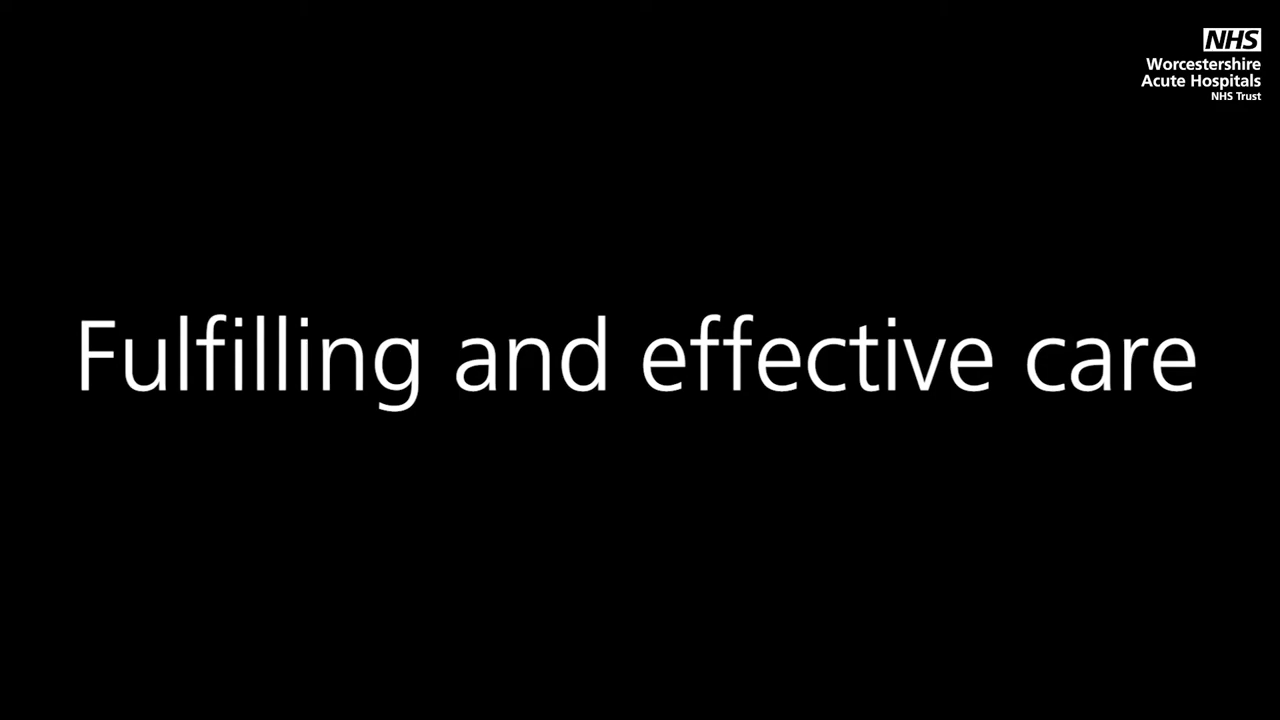 NHS
Worcestershire
Acute Hospitals
NHS Trust
Fulfilling and effective care